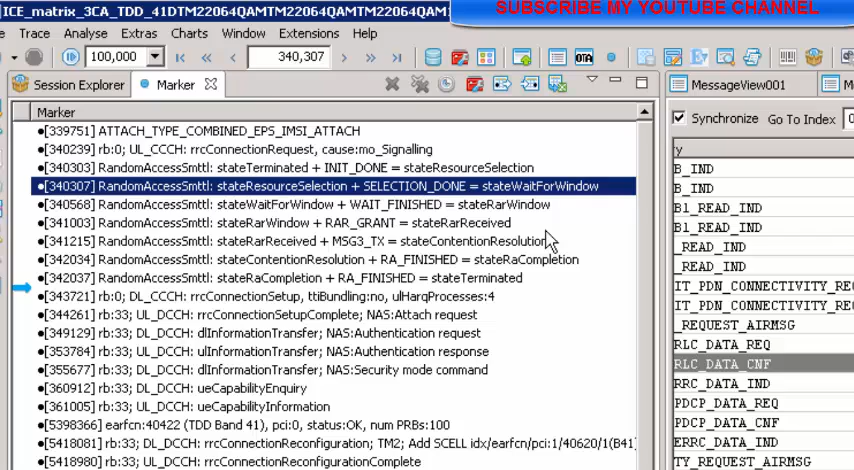 ICE_matrix_3CA_TDD_41DTM22064QAMTM22064QAMTM22064QAM
SUBSCRIBE MY YOUTUBE CHANNEL
Trace Analyse Extras Charts Window Extensions Help
100,000 340,307 OTA
Session Explorer Marker MessageView001
Marker
Synchronize Go To Index
●[339751] ATTACH_TYPE_COMBINED_EPS_IMSI_ATTACH
●[340239] rb:0; UL_CCCH: rrcConnectionRequest, cause:mo_Signalling
●[340303] RandomAccessSmttl: stateTerminated + INIT_DONE = stateResourceSelection
●[340307] RandomAccessSmttl: stateResourceSelection + SELECTION_DONE = stateWaitForWindow
●[340568] RandomAccessSmttl: stateWaitForWindow + WAIT_FINISHED = stateRarWindow
●[341003] RandomAccessSmttl: stateRarWindow + RAR_GRANT = stateRarReceived
●[341215] RandomAccessSmttl: stateRarReceived + MSG3_TX = stateContentionResolution
●[342034] RandomAccessSmttl: stateContentionResolution + RA_FINISHED = stateRaCompletion
●[342037] RandomAccessSmttl: stateRaCompletion + RA_FINISHED = stateTerminated
●[343721] rb:0; DL_CCCH: rrcConnectionSetup, ttiBundling:no, ulHarqProcesses:4
●[344261] rb:33; UL_DCCH: rrcConnectionSetupComplete; NAS:Attach request
●[349129] rb:33; DL_DCCH: dlInformationTransfer; NAS:Authentication request
●[353784] rb:33; UL_DCCH: ulInformationTransfer; NAS:Authentication response
●[355677] rb:33; DL_DCCH: dlInformationTransfer; NAS:Security mode command
●[360912] rb:33; DL_DCCH: ueCapabilityEnquiry
●[361005] rb:33; UL_DCCH: ueCapabilityInformation
●[5398366] earfcn:40422 (TDD Band 41), pci:0, status:OK, num PRBs:100
●[5418081] rb:33; DL_DCCH: rrcConnectionReconfiguration; TM2; Add SCELL idx/earfcn/pci:1/40620/1(B41)
●[5418980] rb:33; UL_DCCH: rrcConnectionReconfigurationComplete
y
B_IND
B_IND
B1_READ_IND
B1_READ_IND
_READ_IND
_READ_IND
IT_PDN_CONNECTIVITY_RE
IT_PDN_CONNECTIVITY_RE
_REQUEST_AIRMSG
RLC_DATA_REQ
RLC_DATA_CNF
RRC_DATA_IND
PDCP_DATA_REQ
PDCP_DATA_CNF
ERRC_DATA_IND
TY_REQUEST_AIRMSG